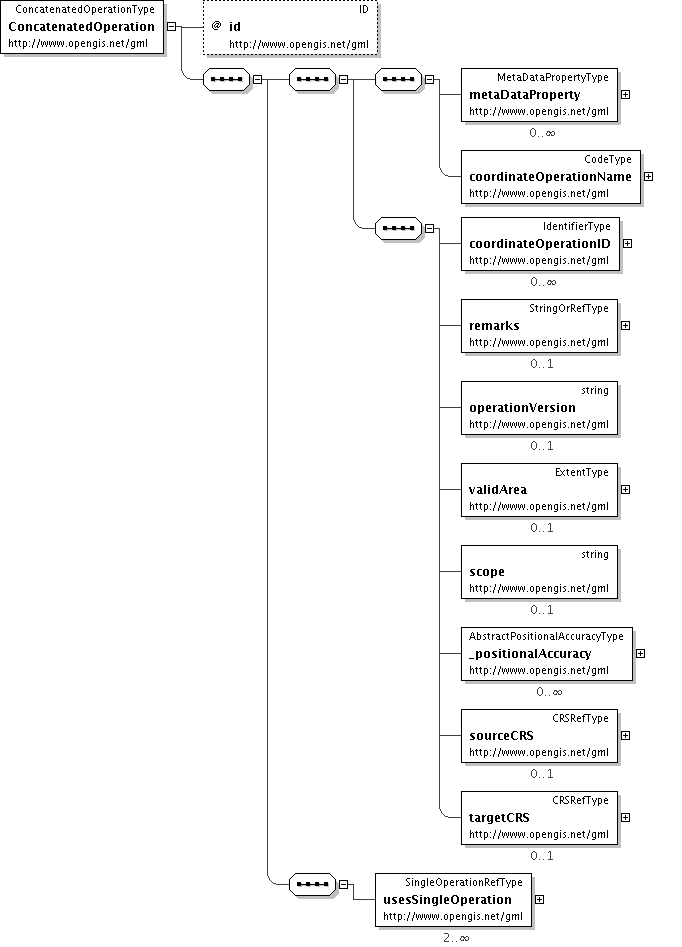 ConcatenatedOperationType
ConcatenatedOperation
http://www.opengis.net/gml
ID
@ id
http://www.opengis.net/gml
MetaDataPropertyType
metaDataProperty
http://www.opengis.net/gml
0..∞
CodeType
coordinateOperationName
http://www.opengis.net/gml
IdentifierType
coordinateOperationID
http://www.opengis.net/gml
0..∞
StringOrRefType
remarks
http://www.opengis.net/gml
0..1
string
operationVersion
http://www.opengis.net/gml
0..1
ExtentType
validArea
http://www.opengis.net/gml
0..1
string
scope
http://www.opengis.net/gml
0..1
AbstractPositionalAccuracyType
_positionalAccuracy
http://www.opengis.net/gml
0..∞
CRSRefType
sourceCRS
http://www.opengis.net/gml
0..1
CRSRefType
targetCRS
http://www.opengis.net/gml
0..1
SingleOperationRefType
usesSingleOperation
http://www.opengis.net/gml
2..∞